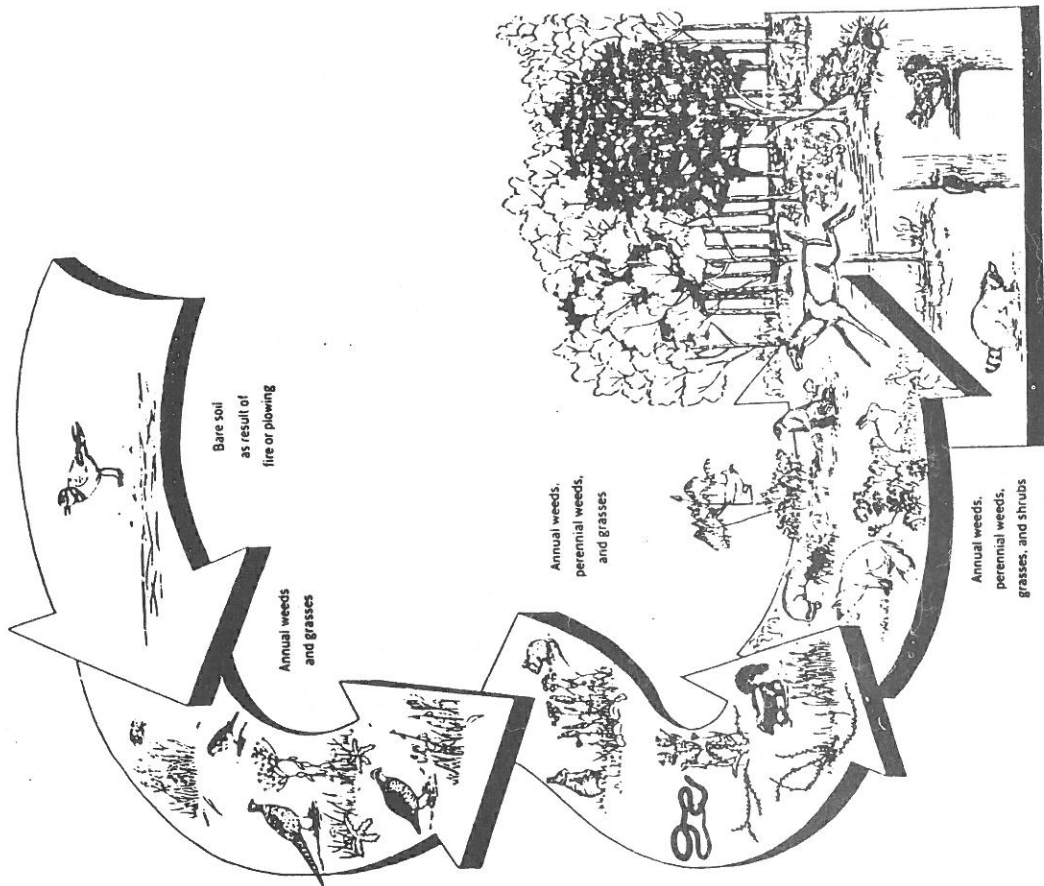 Bare soil
as result of
fire or plowing
Annual weeds
and grasses
Annual weeds,
perennial weeds,
and grasses
Annual weeds,
perennial weeds,
grasses, and shrubs